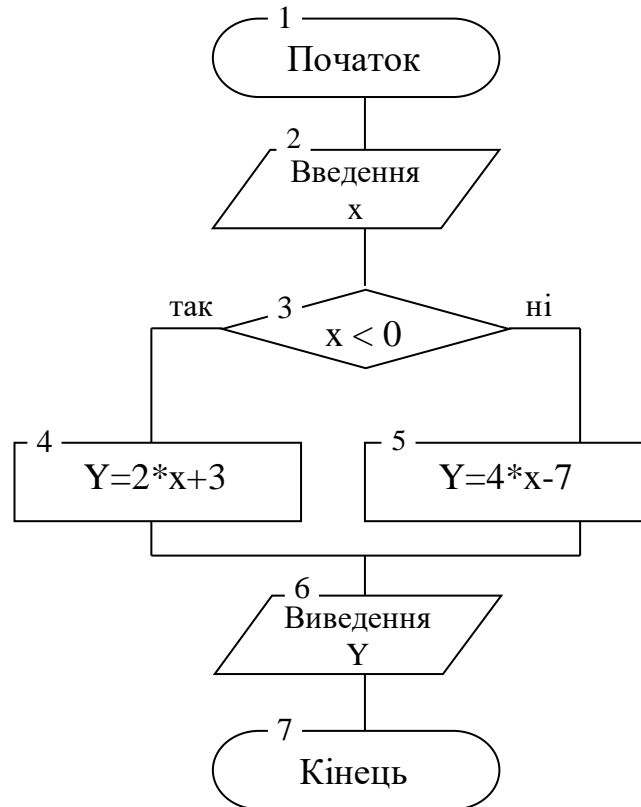 1
Початок
2
Введення
x
так
3
ні
x < 0
4
Y=2*x+3
5
Y=4*x-7
6
Виведення
Y
7
Кінець